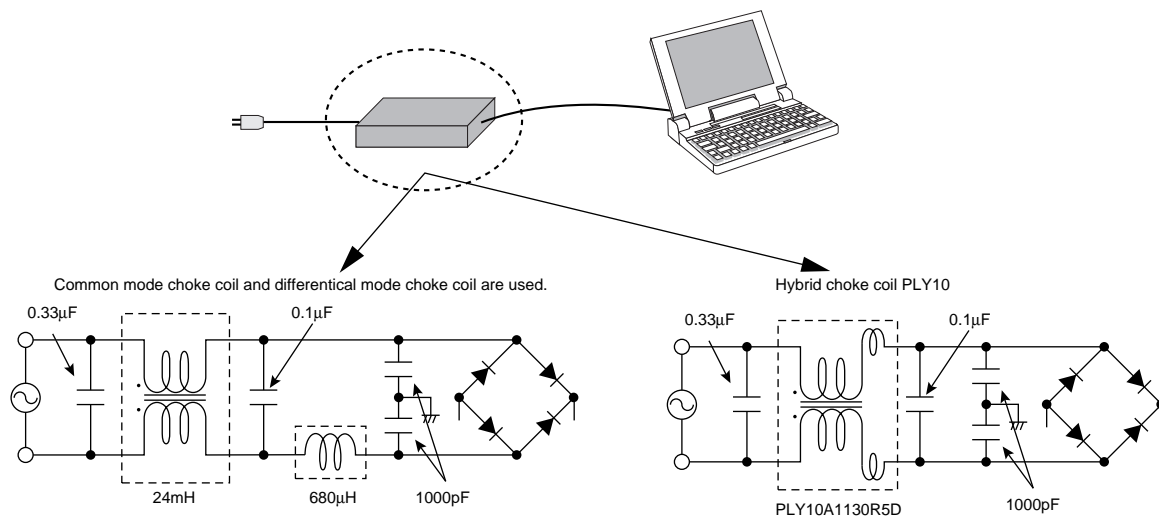 Common mode choke coil and differentical mode choke coil are used.
0.33μF
0.1μF
24mH
680μH
1000pF
Hybrid choke coil PLY10
0.33μF
0.1μF
1000pF
PLY10A1130R5D